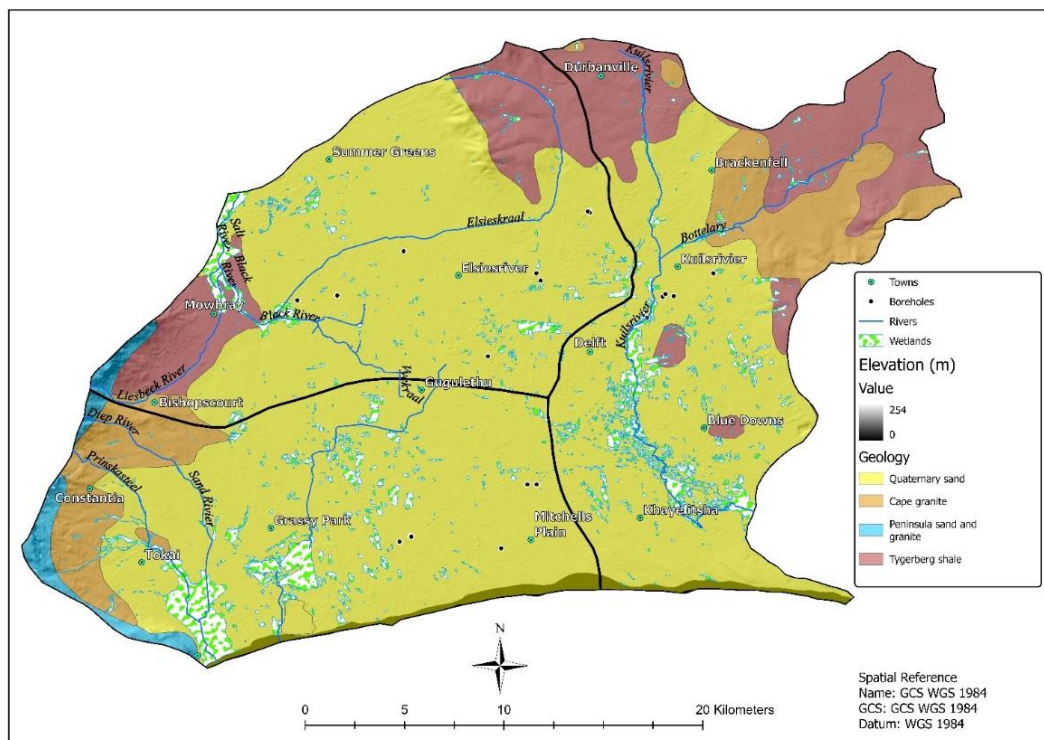 Durbanville
Kuilsrivier
Summer Greens
Brackenfell
Elsieskraal
Bottelary
Salt
River
Black
River
Elsiesriver
Kuilsrivier
Mowbray
Black River
Kuilsrivier
Delft
Liesbeek River
Bishopscourt
Gugulethu
Diep River
Blue Downs
Prinskasteel
Constantia
Sand Rivier
Grassy Park
Mitchells
Plain
Khayelitsha
Tokai
Towns
Boreholes
Rivers
Wetlands
Elevation (m)
Value
254
0
Geology
Quaternary sand
Cape granite
Peninsula sand and
granite
Tygerberg shale
N
0 5 10 20 Kilometers
Spatial Reference
Name: GCS WGS 1984
GCS: GCS WGS 1984
Datum: WGS 1984